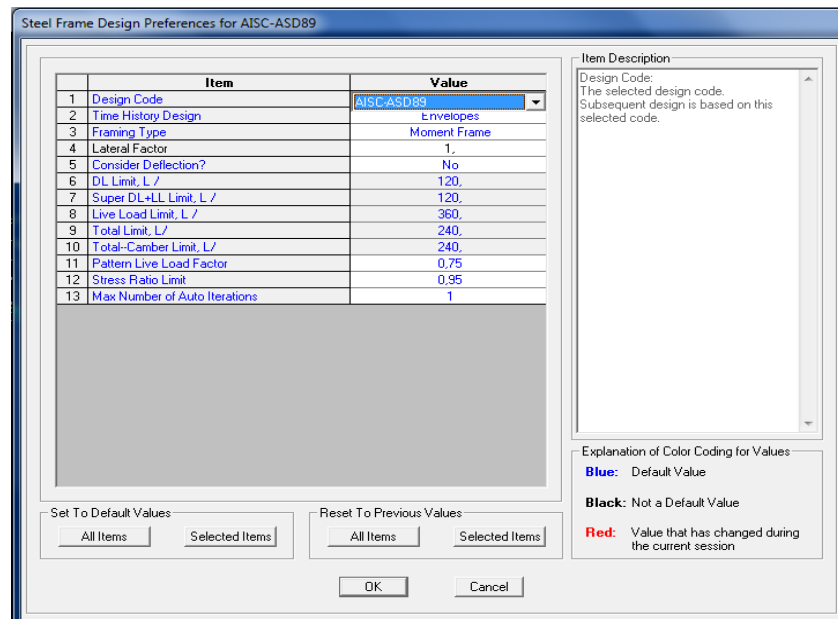 Steel Frame Design Preferences for AISC-ASD89
Item Value
1 Design Code AISC-ASD89
2 Time History Design Envelopes
3 Framing Type Moment Frame
4 Lateral Factor 1,
5 Consider Deflection? No
6 DL Limit, L / 120,
7 Super DL+LL Limit, L / 120,
8 Live Load Limit, L / 360,
9 Total Limit, L/ 240,
10 Total--Camber Limit, L/ 240,
11 Pattern Live Load Factor 0,75
12 Stress Ratio Limit 0,95
13 Max Number of Auto Iterations 1
Item Description
Design Code:
The selected design code.
Subsequent design is based on this
selected code.
Explanation of Color Coding for Values
Blue: Default Value
Black: Not a Default Value
Red: Value that has changed during
the current session
Set To Default Values
All Items Selected Items
Reset To Previous Values
All Items Selected Items
OK Cancel